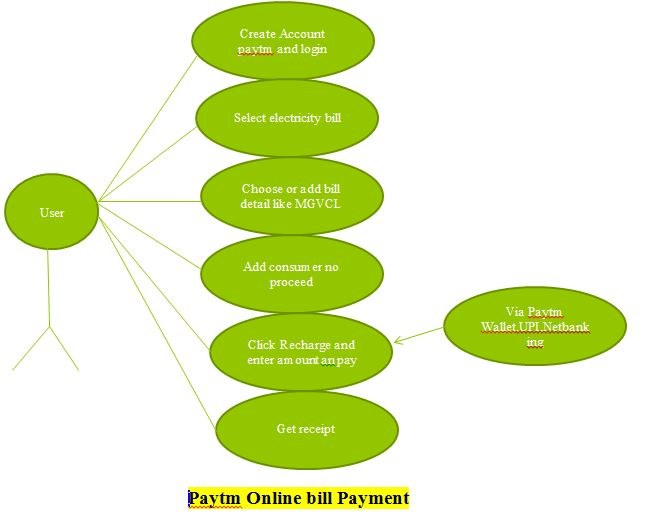 Create Account
paytm and login
Select electricity bill
Choose or add bill
detail like MGVCL
User
Add consumer no
proceed
Via Paytm
Wallet,UPI,Netbank
ing
Click Recharge and
enter amount an pay
Get receipt
Paytm Online bill Payment